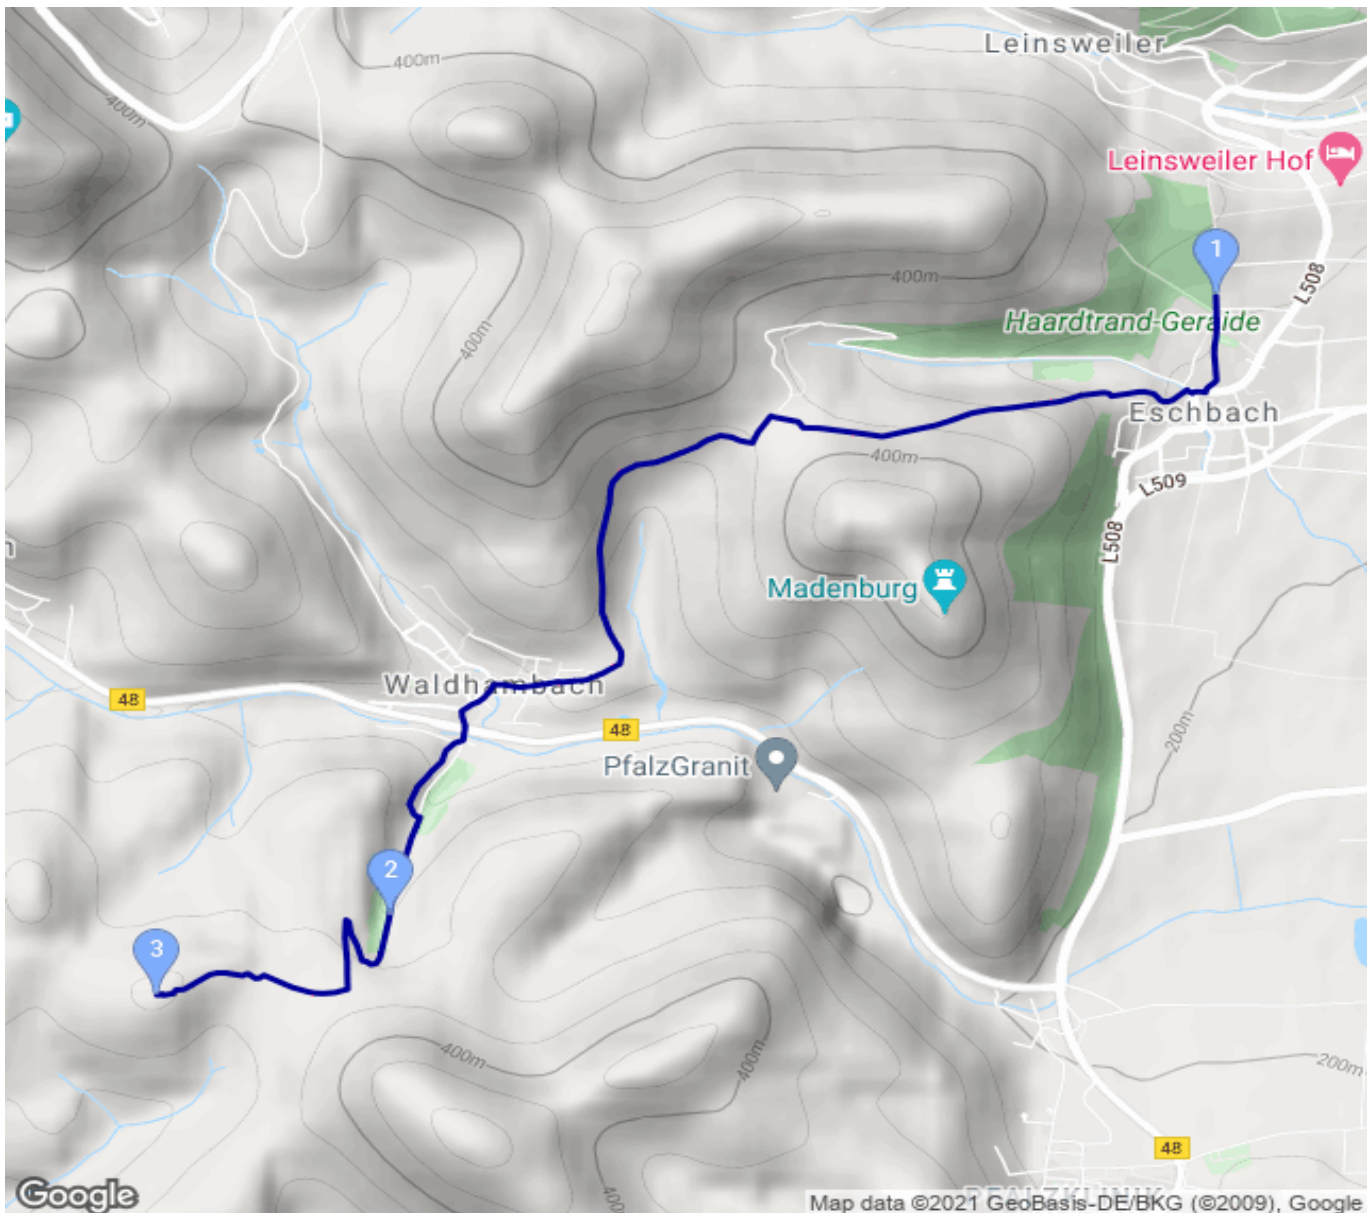 Leinsweiler
400m
400m
Leinsweiler Hof
1
400m
L508
Haardtrand-Geraide
400m
Eschbach
400m
L509
L508
Madenburg
Waldhambach
48
48
200m
PfalzGranit
2
3
400m
400m
200m
48
Google
Map data ©2021 GeoBasis-DE/BKG (©2009), Google